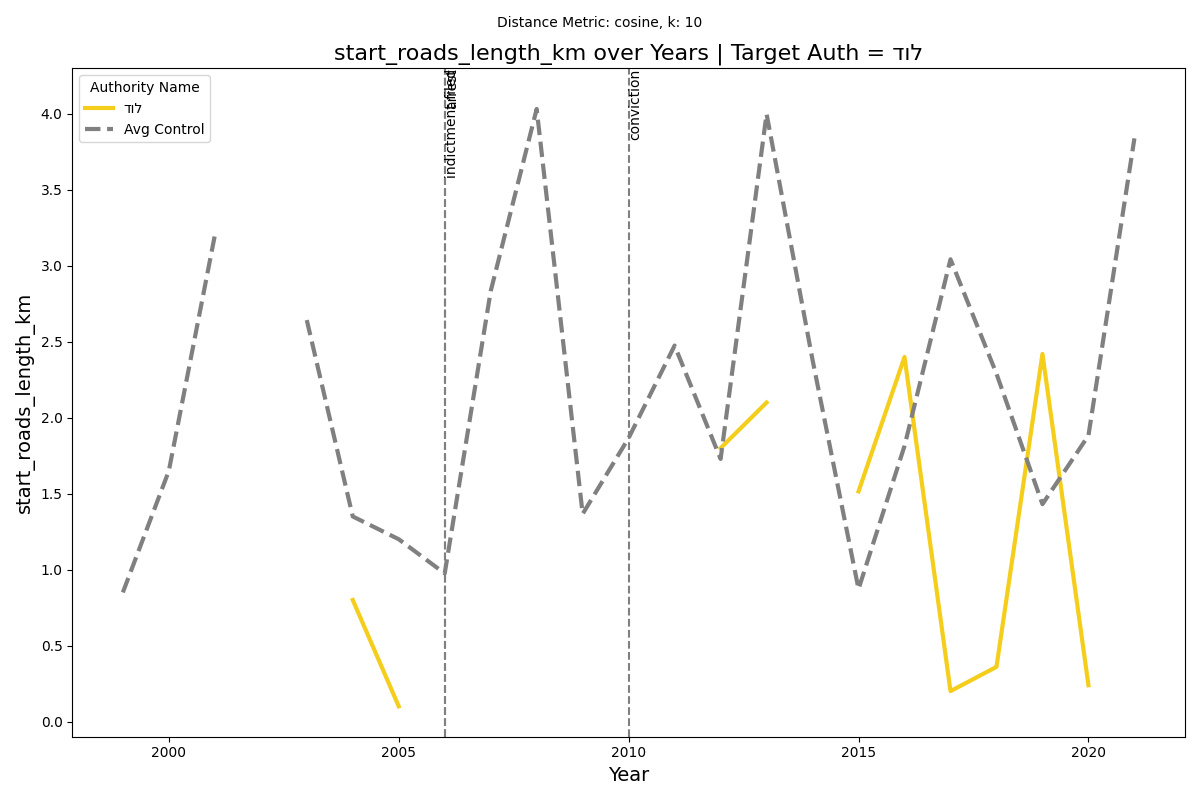 Distance Metric: cosine, k: 10
start_roads_length_km over Years | Target Auth = לוד
Authority Name
לוד
Avg Control
conviction
4.0
3.5
3.0
2.5
2.0
1.5
1.0
0.5
0.0
start_roads_length_km
2000
2005
2010
2015
2020
Year